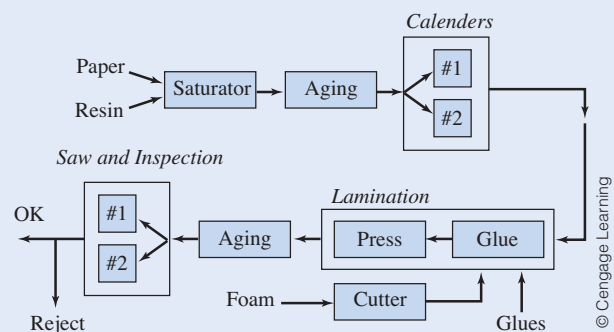 Calenders
Paper
Resin
Saturator
Aging
#1
#2
Saw and Inspection
OK
#1
#2
Reject
Aging
Lamination
Press
Glue
Foam
Cutter
Glues
© Cengage Learning